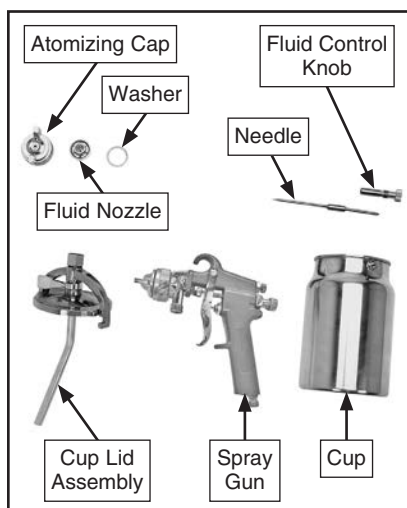 Atomizing Cap
Washer
Fluid Nozzle
Fluid Control
Knob
Needle
Cup Lid
Assembly
Spray
Gun
Cup